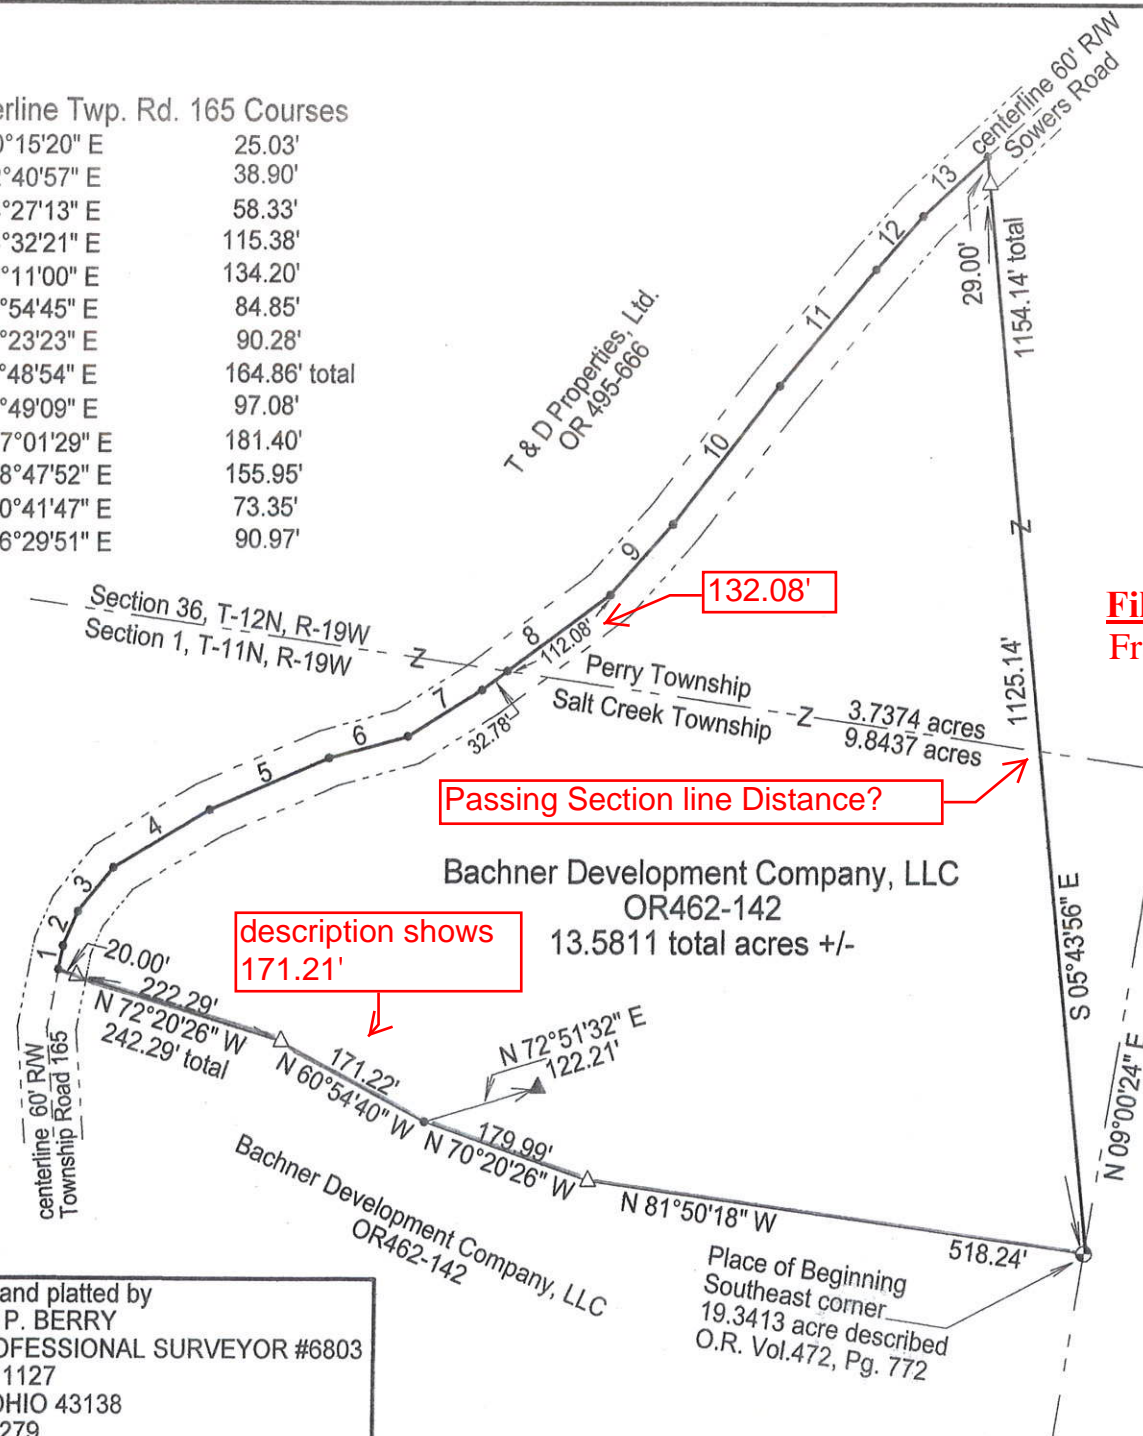 erline Twp. Rd. 165 Courses
0°15'20" E 25.03'
2°40'57" E 38.90'
°27'13" E 58.33'
°32'21" E 115.38'
°11'00" E 134.20'
°54'45" E 84.85'
°23'23" E 90.28'
°48'54" E 164.86' total
°49'09" E 97.08'
7°01'29" E 181.40'
8°47'52" E 155.95'
0°41'47" E 73.35'
6°29'51" E 90.97'
centerline 60' R/W
Sowers Road
13
12
11
10
9
8
7
6
5
4
3
2
1
29.00'
1154.14' total
T & D Properties, Ltd.
OR 495-666
Z
132.08'
112.08'
32.78'
Section 36, T-12N, R-19W
Section 1, T-11N, R-19W
Z
Perry Township
Salt Creek Township
Z
3.7374 acres
9.8437 acres
1125.14'
Fil
Fr
Passing Section line Distance?
Bachner Development Company, LLC
OR462-142
13.5811 total acres +/-
description shows
171.21'
20.00'
222.29'
N 72°20'26" W
242.29' total
171.22'
N 60°54'40" W
N 72°51'32" E
122.21'
179.99'
N 70°20'26" W
N 81°50'18" W
518.24'
S 05°43'56" E
N 09°00'24" E
centerline 60' R/W
Township Road 165
Bachner Development Company, LLC
OR462-142
Place of Beginning
Southeast corner
19.3413 acre described
O.R. Vol.472, Pg. 772
and platted by
P. BERRY
OFESSIONAL SURVEYOR #6803
1127
OHIO 43138
279